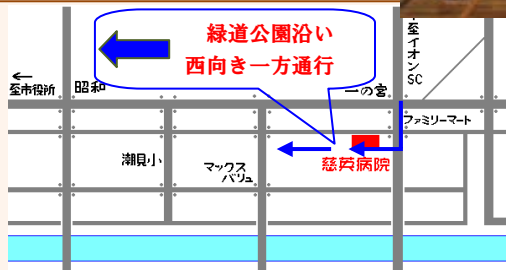 緑道公園沿い
西向き一方通行
至イオンSC
至市役所
昭和
一の宮
ファミリーマート
潮見小
マックス
バリュ
慈英病院